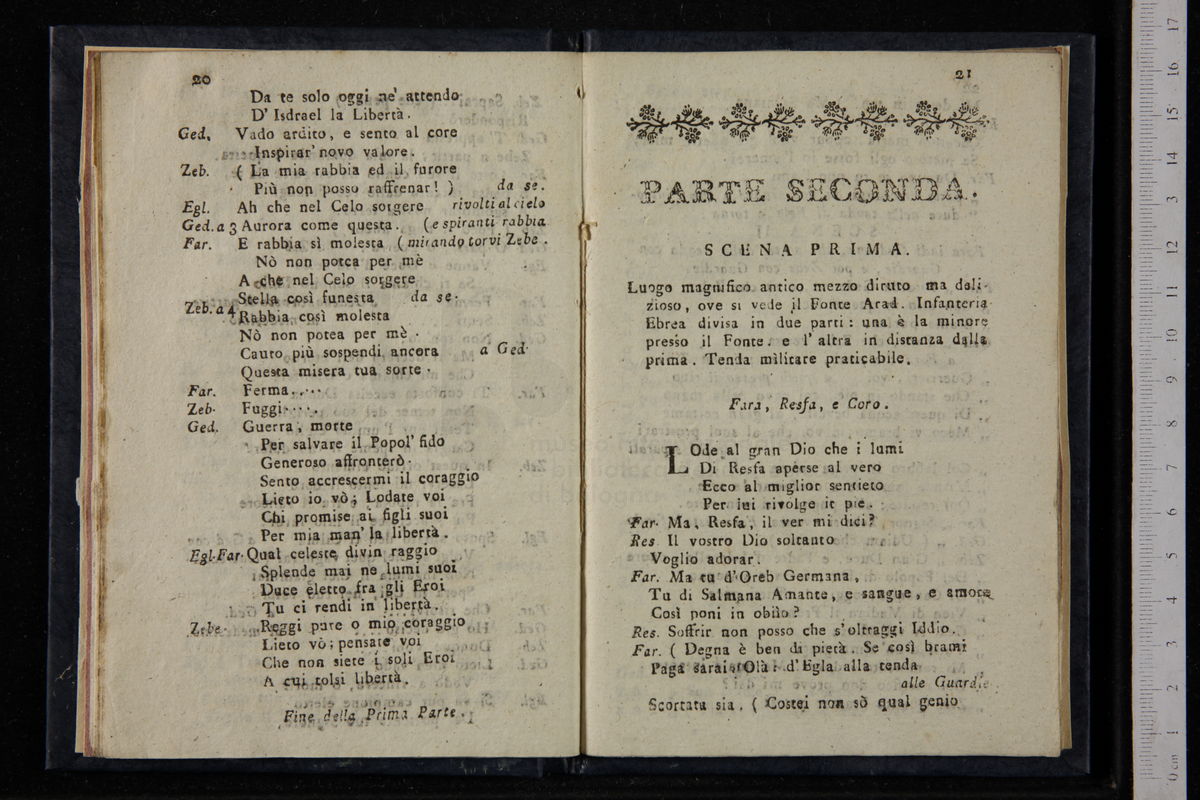 20
Da te solo oggi ne' attendo
D' Isdrael la Libertà.
Ged. Vado ardito, e sento al core
Inspirar' novo valore.
Zeb. ( La mia rabbia ed il furore
Più non posso raffrenar! ) da se.
Egl. Ah che nel Celo sorgere rivolti al cielo
Ged. a 3 Aurora come questa. (e spiranti rabbia
Far. E rabbia sì molesta (mirando torvi Zebe.
Nò non potea per mè
A che nel Celo sorgere
Stella così funesta da se.
Zeb. a 4 Rabbia così molesta
Nò non potea per mè.
Cauto più sospendi ancora a Ged.
Questa misera tua sorte.
Far. Ferma.....
Zeb. Fuggi.....
Ged. Guerra, morte
Per salvare il Popol' fido
Generoso affronterò.
Sento accrescermi il coraggio
Lieto io vò; Lodate voi
Chi promise ai figli suoi
Per mia man' la libertà.
Egl. Far. Qual celeste divin raggio
Splende mai ne lumi suoi
Duce eletto fra gli Eroi
Tu ci rendi in libertà.
Zebe. Reggi pure o mio coraggio
Lieto vò; pensate voi
Che non siete i soli Eroi
A cui tolsi libertà.
Fine della Prima Parte.
21
PARTE SECONDA.
SCENA PRIMA.
Luogo magnifico antico mezzo diruto ma deli-
zioso, ove si vede il Fonte Arad. Infanteria
Ebrea divisa in due parti: una è la minore
presso il Fonte. e l' altra in distanza dalla
prima. Tenda militare praticabile.
Fara, Resfa, e Coro.
LOde al gran Dio che i lumi
Di Resfa aperse al vero
Ecco al miglior sentieto
Per lui rivolge il piè.
Far. Ma, Resfa, il ver mi dici?
Res. Il vostro Dio soltanto
Voglio adorar.
Far. Ma tu d'Oreb Germana,
Tu di Salmana Amante, e sangue, e amore
Così poni in oblìo?
Res. Soffrir non posso che s'oltraggi Iddio.
Far. ( Degna è ben di pietà. Se così brami
Paga sarai Olà: d'Egla alla tenda
alle Guardie.
Scortata sia. ( Costei non sò qual genio